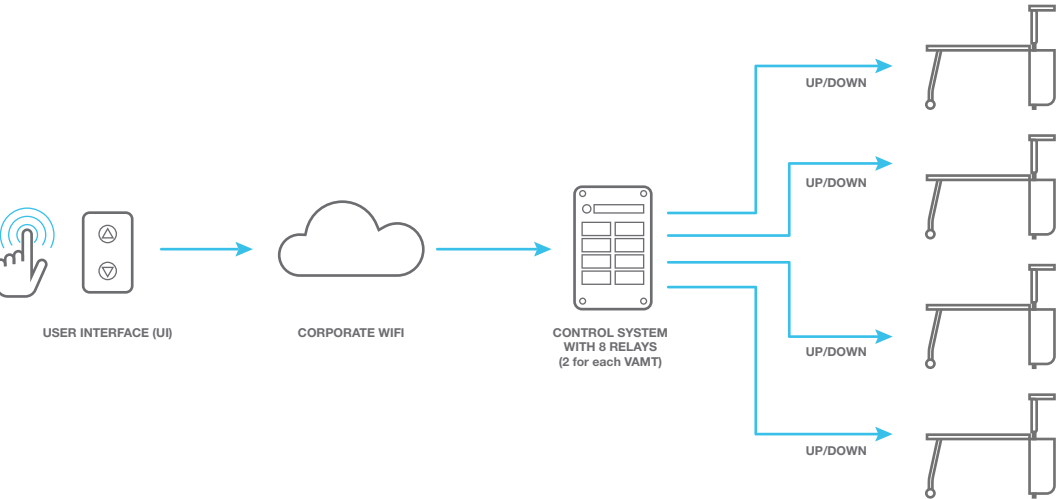 UP/DOWN
UP/DOWN
USER INTERFACE (UI)
CORPORATE WIFI
CONTROL SYSTEM
WITH 8 RELAYS
(2 for each VAMT)
UP/DOWN
UP/DOWN